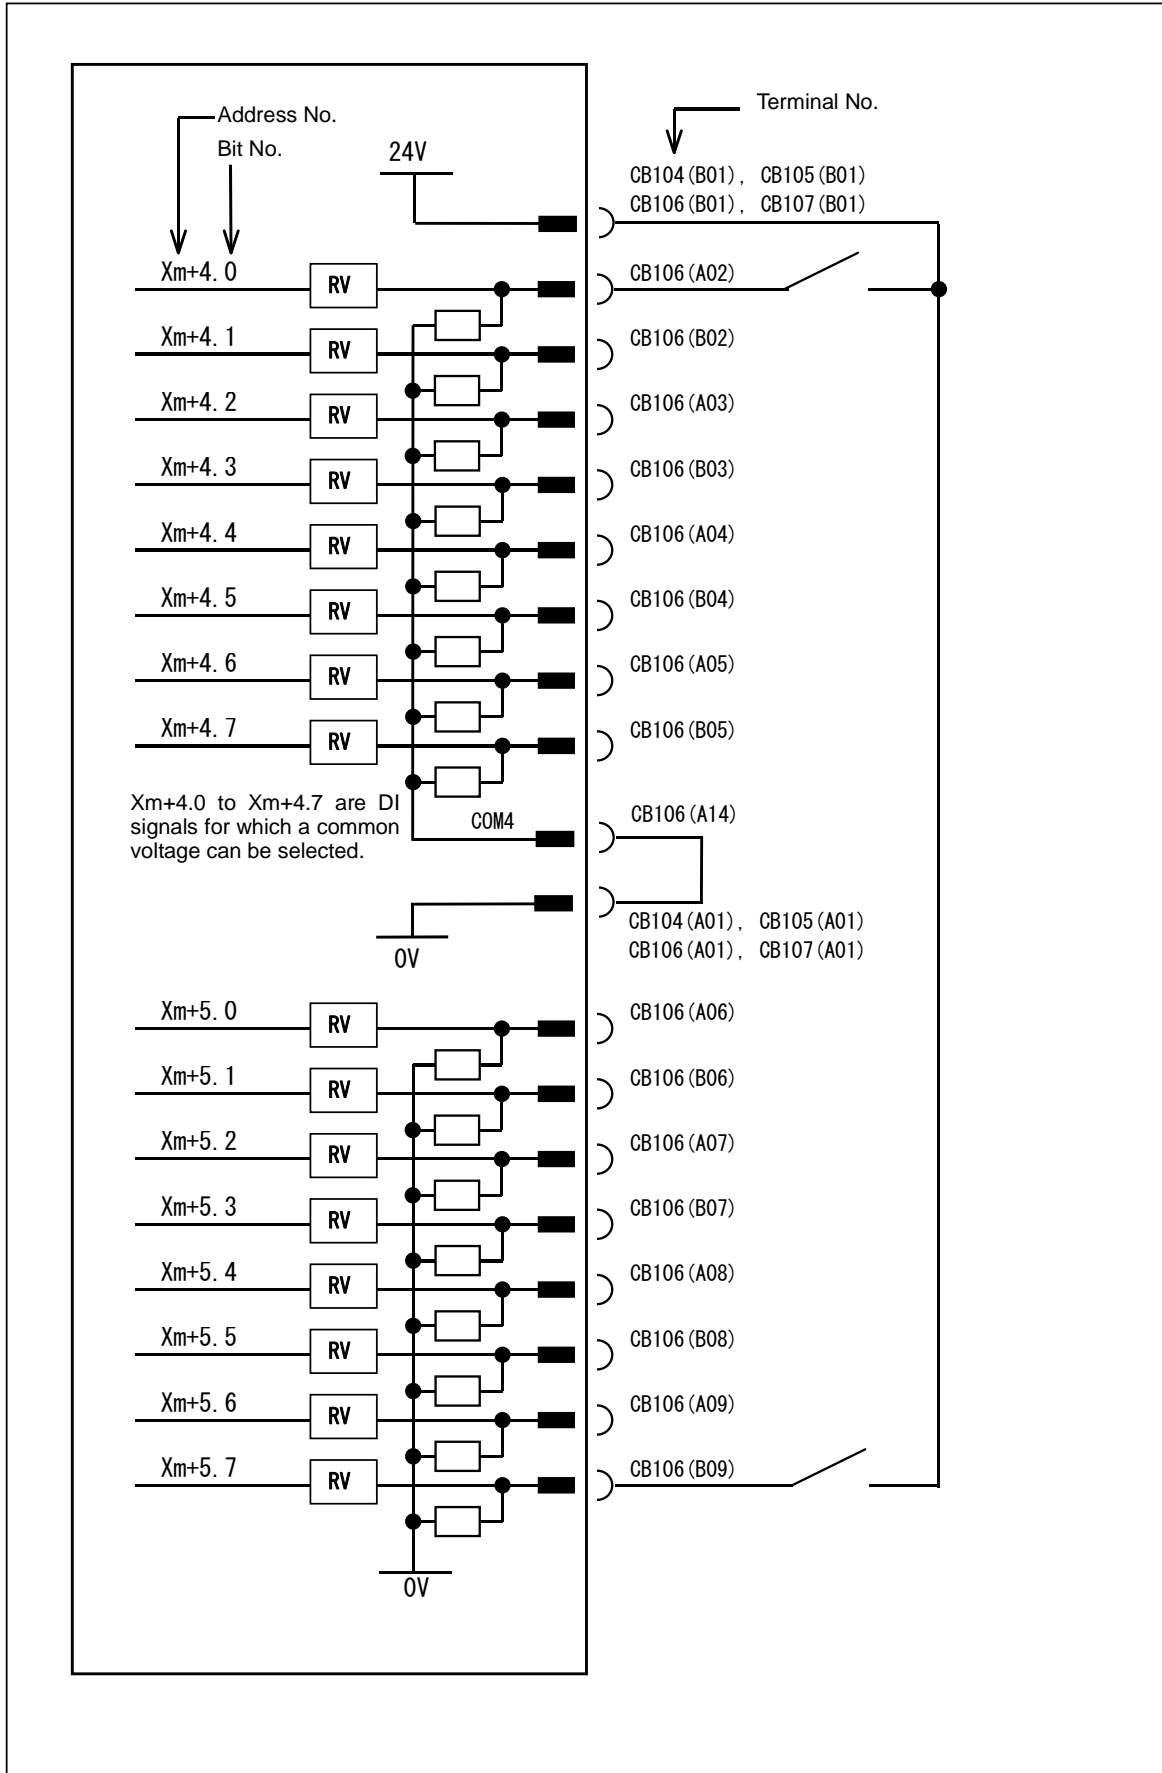 Address No.
Terminal No.
Bit No.
24V
CB104(B01), CB105(B01)
CB106(B01), CB107(B01)
Xm+4.0 RV CB106(A02)
Xm+4.1 RV CB106(B02)
Xm+4.2 RV CB106(A03)
Xm+4.3 RV CB106(B03)
Xm+4.4 RV CB106(A04)
Xm+4.5 RV CB106(B04)
Xm+4.6 RV CB106(A05)
Xm+4.7 RV CB106(B05)
Xm+4.0 to Xm+4.7 are DI
signals for which a common
voltage can be selected.
COM4 CB106(A14)
CB104(A01), CB105(A01)
CB106(A01), CB107(A01)
0V
Xm+5.0 RV CB106(A06)
Xm+5.1 RV CB106(B06)
Xm+5.2 RV CB106(A07)
Xm+5.3 RV CB106(B07)
Xm+5.4 RV CB106(A08)
Xm+5.5 RV CB106(B08)
Xm+5.6 RV CB106(A09)
Xm+5.7 RV CB106(B09)
0V